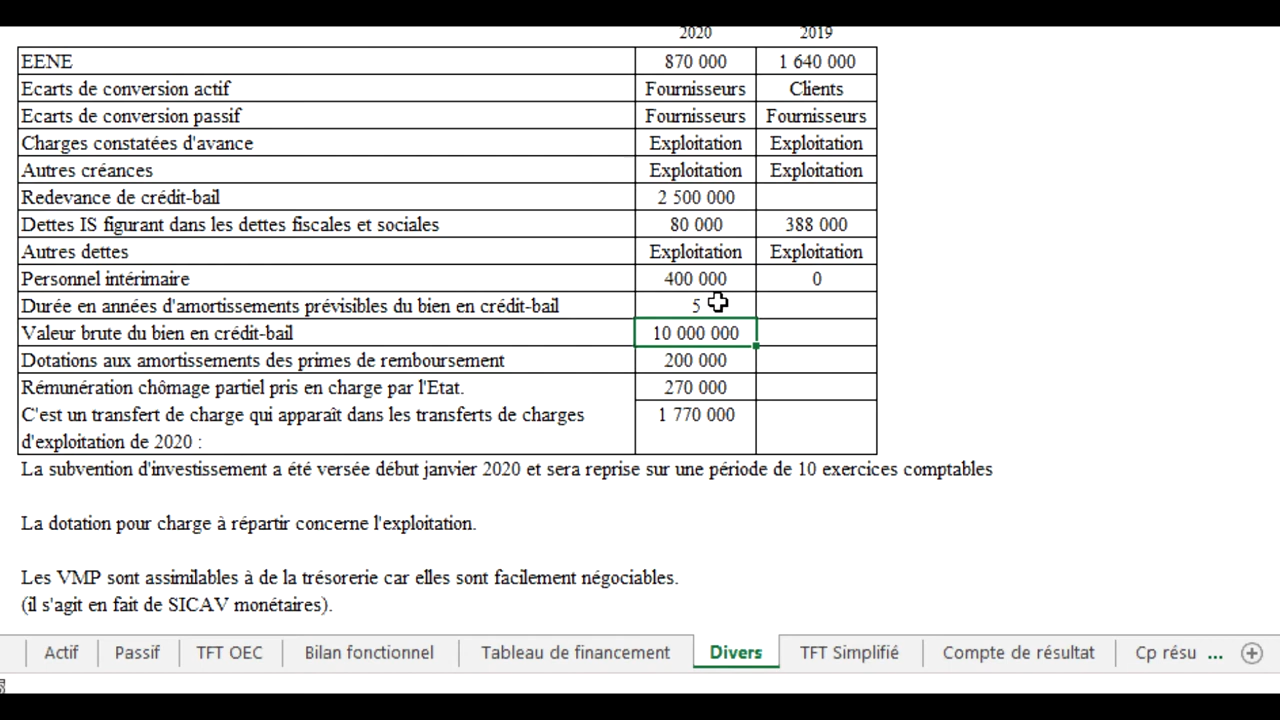 2020 2019
EENE 870 000 1 640 000
Ecarts de conversion actif Fournisseurs Clients
Ecarts de conversion passif Fournisseurs Fournisseurs
Charges constatées d'avance Exploitation Exploitation
Autres créances Exploitation Exploitation
Redevance de crédit-bail 2 500 000
Dettes IS figurant dans les dettes fiscales et sociales 80 000 388 000
Autres dettes Exploitation Exploitation
Personnel intérimaire 400 000 0
Durée en années d'amortissements prévisibles du bien en crédit-bail 5
Valeur brute du bien en crédit-bail 10 000 000
Dotations aux amortissements des primes de remboursement 200 000
Rémunération chômage partiel pris en charge par l'Etat. 270 000
C'est un transfert de charge qui apparaît dans les transferts de charges 1 770 000
d'exploitation de 2020 :
La subvention d'investissement a été versée début janvier 2020 et sera reprise sur une période de 10 exercices comptables
La dotation pour charge à répartir concerne l'exploitation.
Les VMP sont assimilables à de la trésorerie car elles sont facilement négociables.
(il s'agit en fait de SICAV monétaires).
Actif Passif TFT OEC Bilan fonctionnel Tableau de financement Divers TFT Simplifié Compte de résultat Cp résu ...